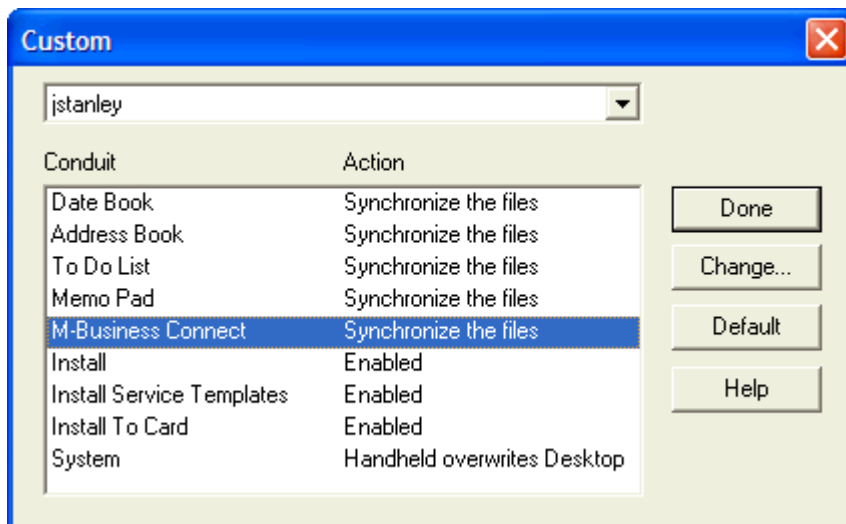 Custom
jstanley
Conduit Action
Date Book Synchronize the files
Address Book Synchronize the files
To Do List Synchronize the files
Memo Pad Synchronize the files
M-Business Connect Synchronize the files
Install Enabled
Install Service Templates Enabled
Install To Card Enabled
System Handheld overwrites Desktop
Done
Change...
Default
Help